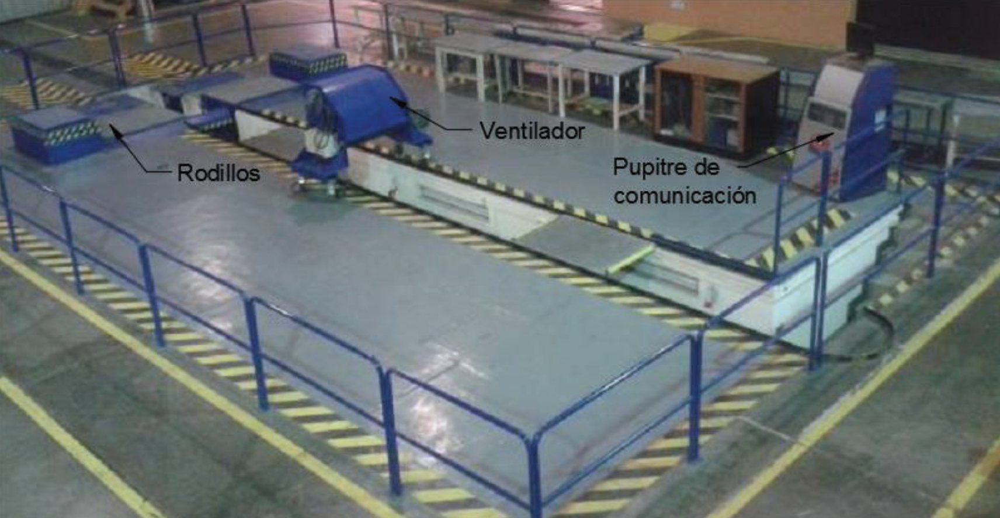 Ventilador
Rodillos
Pupitre de
comunicación